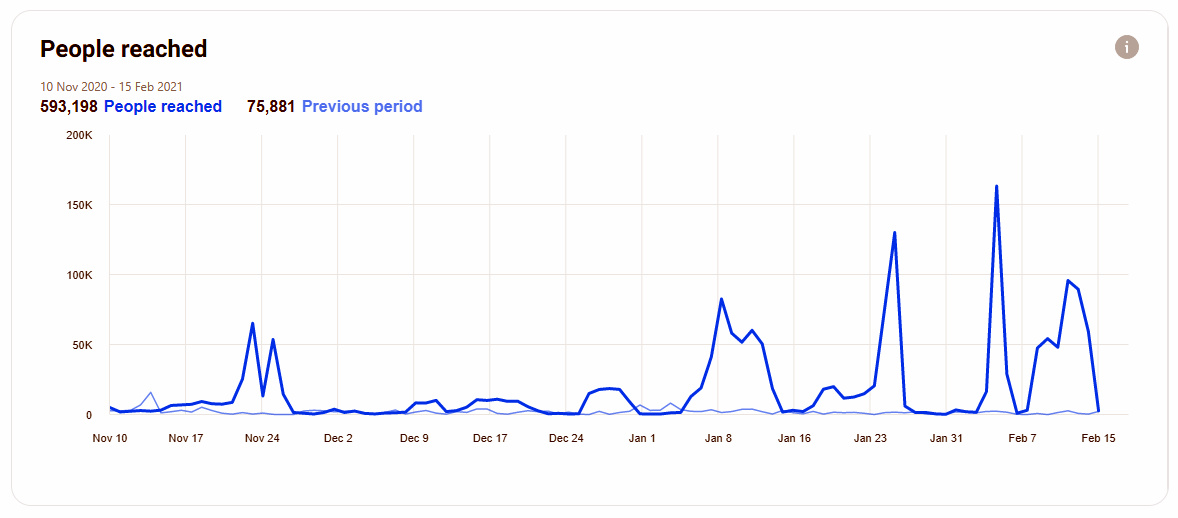 People reached
i
10 Nov 2020 - 15 Feb 2021
593,198 People reached 75,881 Previous period
200K
150K
100K
50K
0
Nov 10 Nov 17 Nov 24 Dec 2 Dec 9 Dec 17 Dec 24 Jan 1 Jan 8 Jan 16 Jan 23 Jan 31 Feb 7 Feb 15